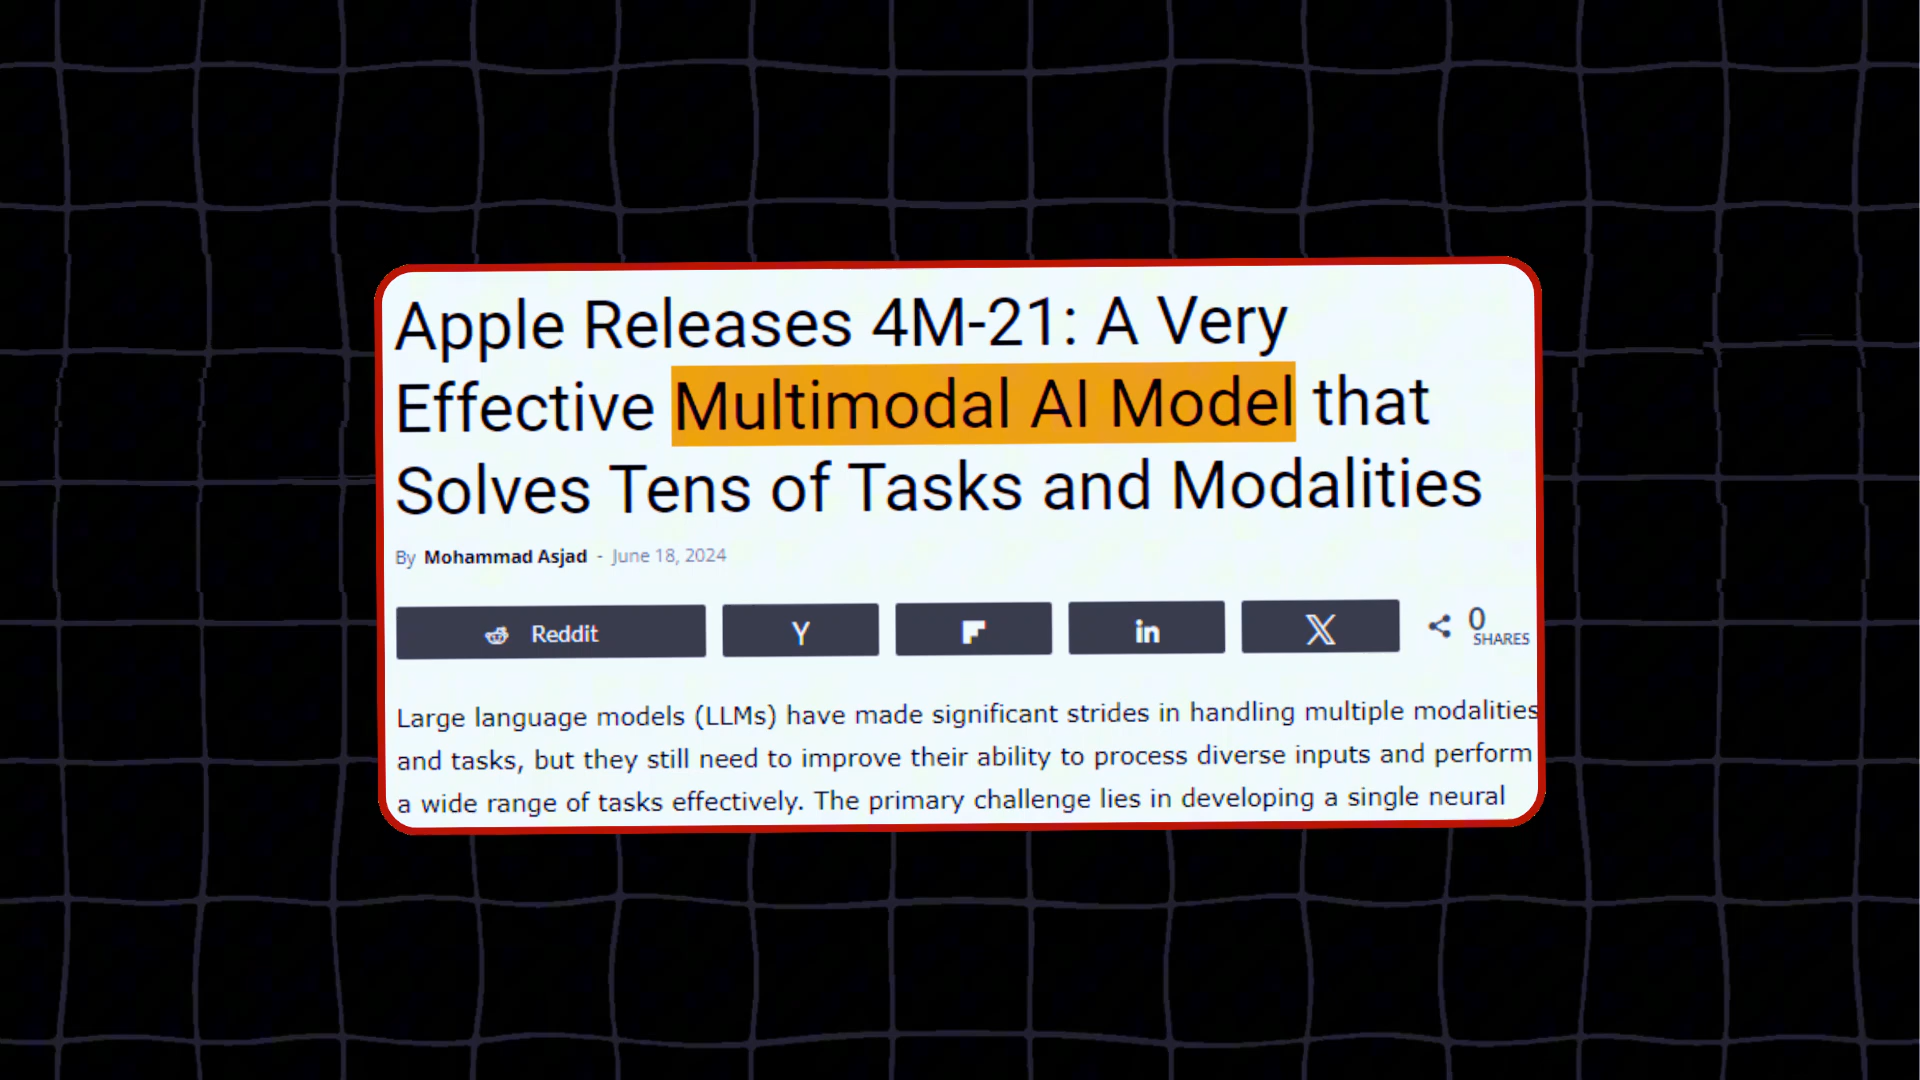 Apple Releases 4M-21: A Very
Effective Multimodal AI Model that
Solves Tens of Tasks and Modalities
By Mohammad Asjad - June 18, 2024
Reddit
0
SHARES
Large language models (LLMs) have made significant strides in handling multiple modalities
and tasks, but they still need to improve their ability to process diverse inputs and perform
a wide range of tasks effectively. The primary challenge lies in developing a single neural